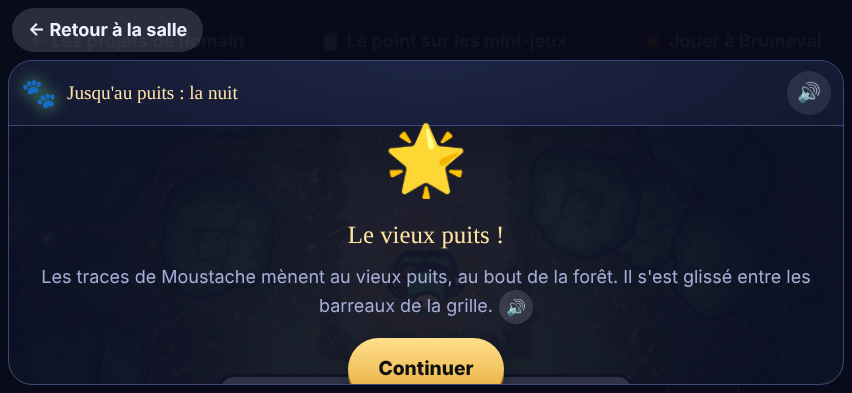 ← Retour à la salle
Les projets de Romain
Le point sur les mini-jeux
Jouer à Brumeval
Jusqu'au puits : la nuit
Le vieux puits !
Les traces de Moustache mènent au vieux puits, au bout de la forêt. Il s'est glissé entre les
barreaux de la grille.
Continuer